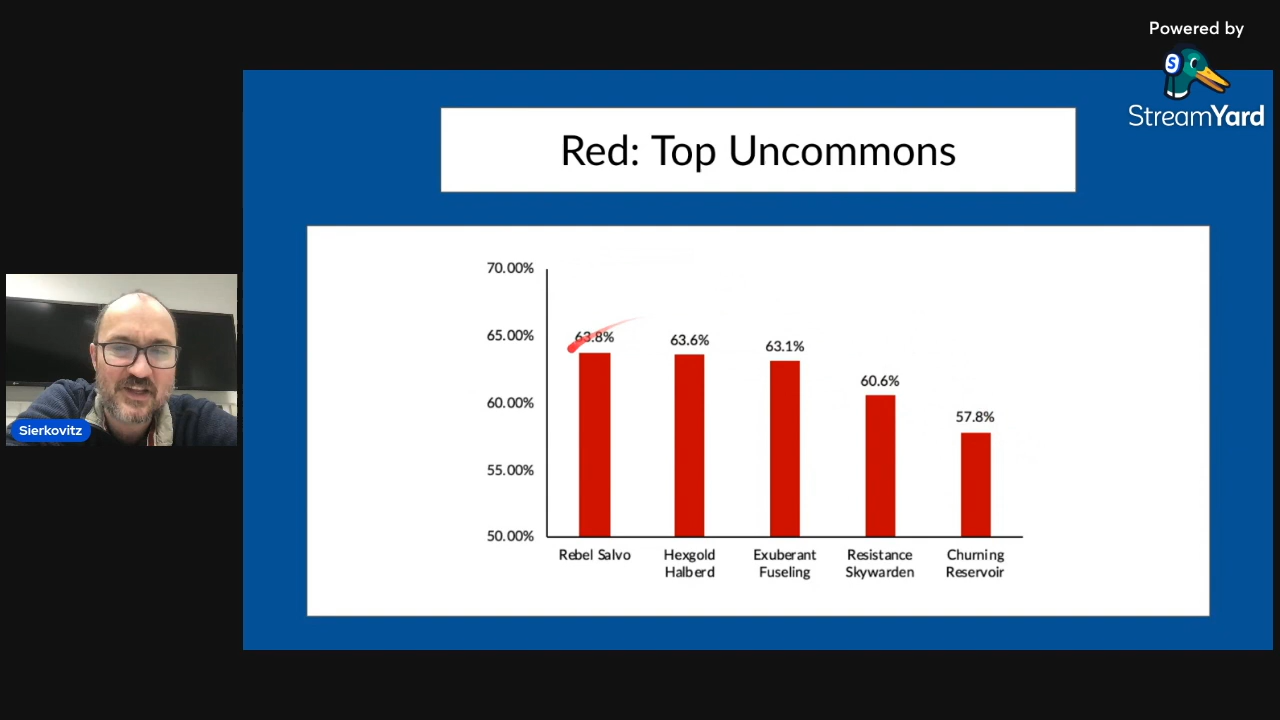 Powered by
StreamYard
Red: Top Uncommons
70.00%
65.00%
60.00%
55.00%
50.00%
63.8%
63.6%
63.1%
60.6%
57.8%
Rebel Salvo
Hexgold
Halberd
Exuberant
Fuseling
Resistance
Skywarden
Churning
Reservoir
Sierkovitz